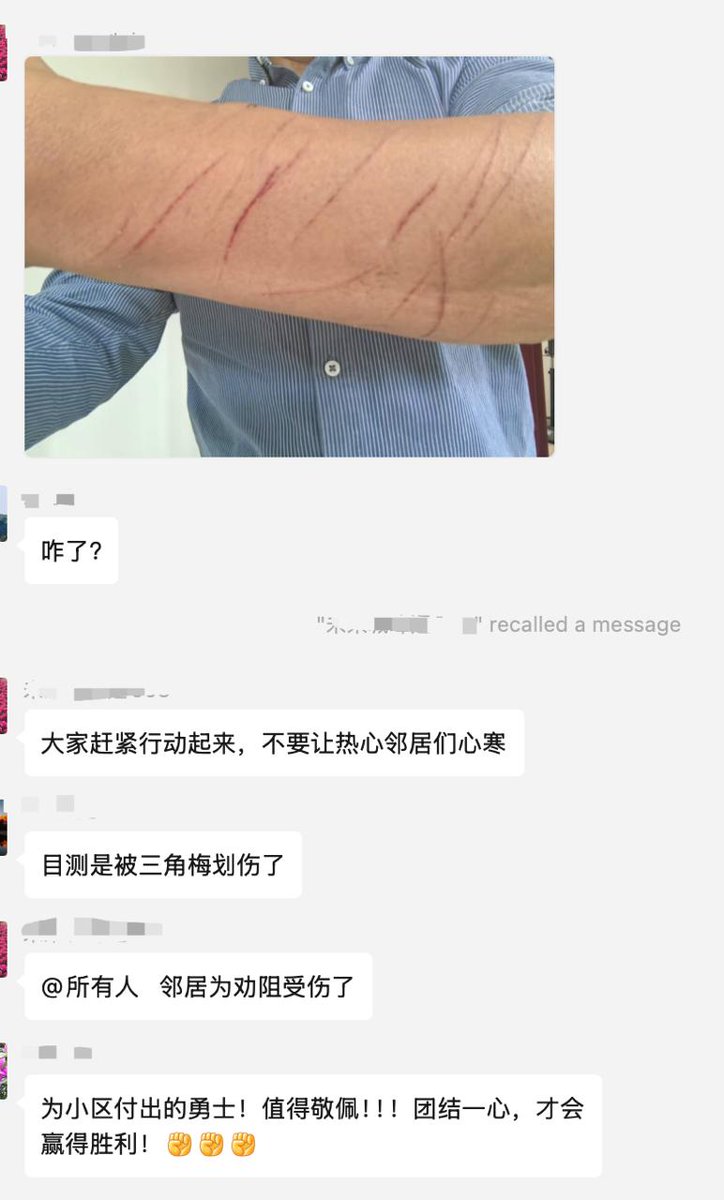 咋了？
recalled a message
大家赶紧行动起来，不要让热心邻居们心寒
目测是被三角梅划伤了
@所有人 邻居为劝阻受伤了
为小区付出的勇士！值得敬佩！！！团结一心，才会
赢得胜利！✊✊✊